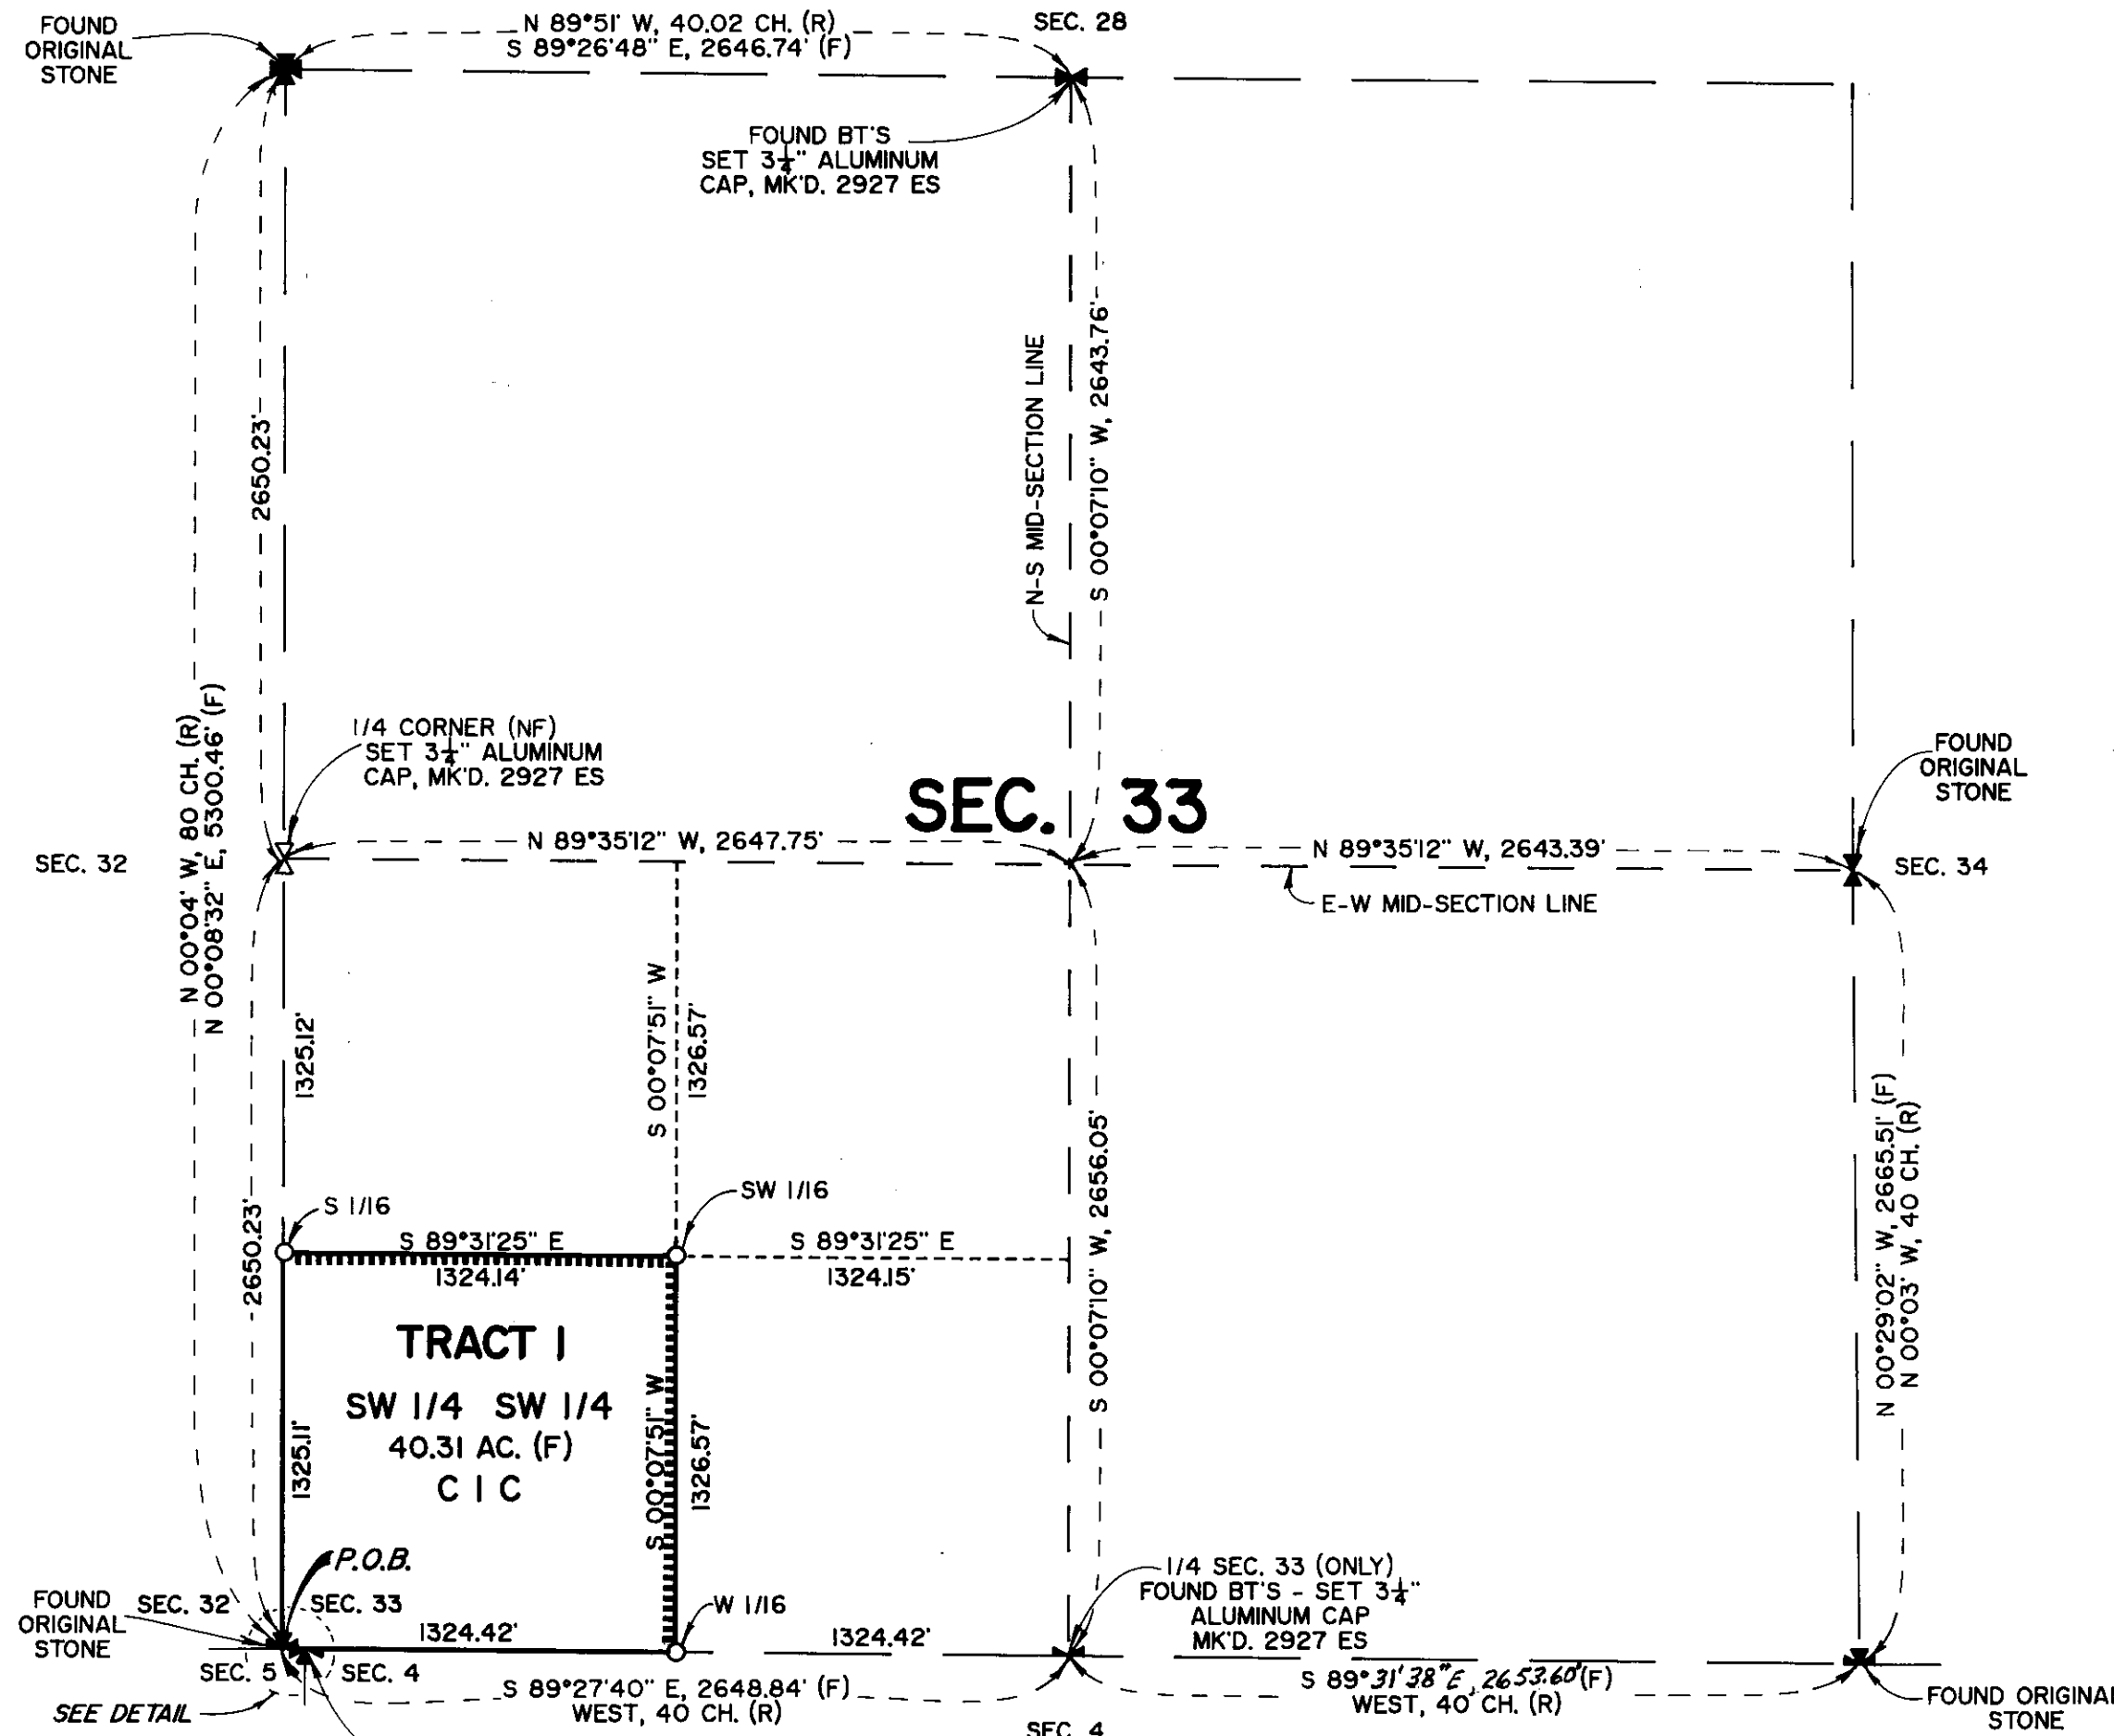 FOUND
ORIGINAL
STONE
N 89°51' W, 40.02 CH. (R)
S 89°26'48" E, 2646.74' (F)
SEC. 28
FOUND BT'S
SET 3 1/4" ALUMINUM
CAP, MK'D. 2927 ES
2650.23'
N-S MID-SECTION LINE
S 00°07'10" W, 2643.76'
N 00°04' W, 80 CH. (R)
N 00°08'32" E, 5300.46' (F)
1/4 CORNER (NF)
SET 3 1/4" ALUMINUM
CAP, MK'D. 2927 ES
SEC. 33
FOUND
ORIGINAL
STONE
SEC. 32
N 89°35'12" W, 2647.75'
N 89°35'12" W, 2643.39'
SEC. 34
E-W MID-SECTION LINE
1325.12'
S 00°07'51" W
1326.57'
2650.23'
S 00°07'10" W, 2656.05'
N 00°29'02" W, 2665.51' (F)
N 00°03' W, 40 CH. (R)
S 1/16
SW 1/16
S 89°31'25" E
1324.14'
S 89°31'25" E
1324.15'
TRACT 1
SW 1/4 SW 1/4
40.31 AC. (F)
C I C
1325.11'
S 00°07'51" W
1326.57'
P.O.B.
FOUND
ORIGINAL
STONE
SEC. 32
SEC. 33
W 1/16
1/4 SEC. 33 (ONLY)
FOUND BT'S - SET 3 1/4"
ALUMINUM CAP
MK'D. 2927 ES
1324.42'
1324.42'
SEC. 5
SEC. 4
SEE DETAIL
S 89°27'40" E, 2648.84' (F)
WEST, 40 CH. (R)
S 89°31'38" E, 2653.60' (F)
WEST, 40 CH. (R)
FOUND ORIGINAL
STONE
SEC. 4